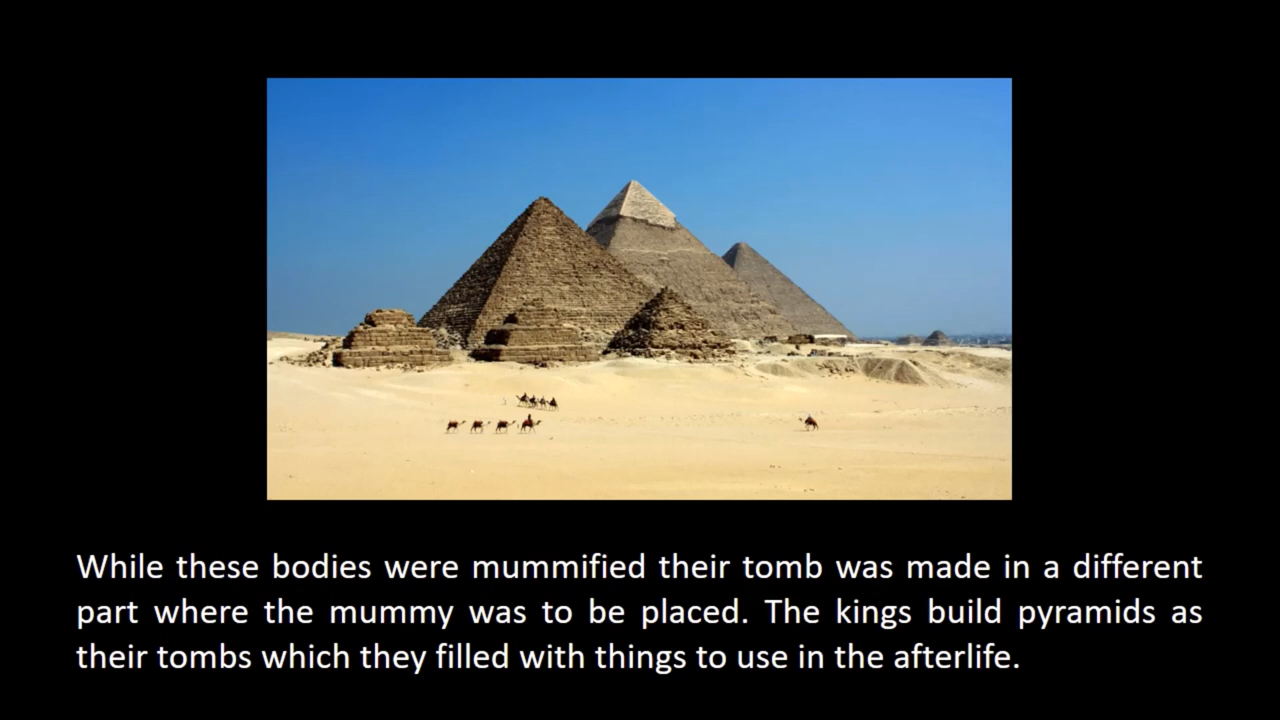 While these bodies were mummified their tomb was made in a different
part where the mummy was to be placed. The kings build pyramids as
their tombs which they filled with things to use in the afterlife.